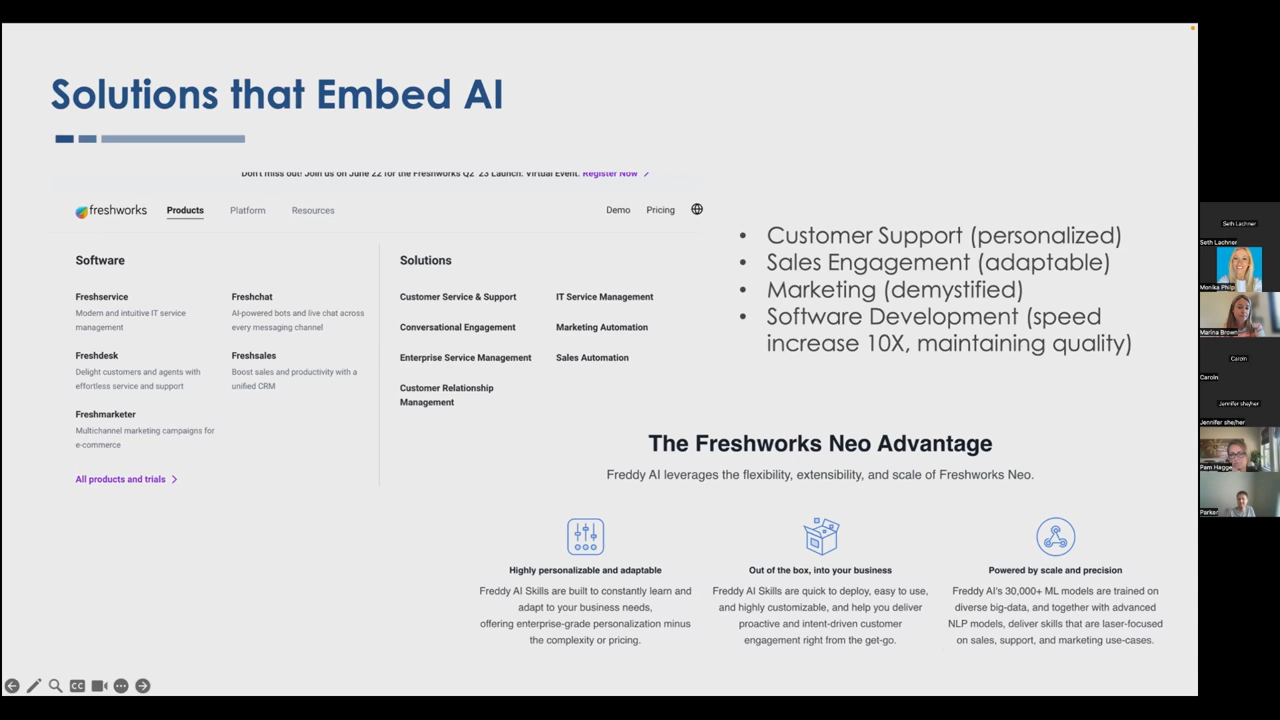 Solutions that Embed AI
Don't miss out! Join us on June 22 for the Freshworks Q2 '23 Launch: Virtual Event. Register Now
freshworks Products Platform Resources Demo Pricing
Software
Freshservice
Modern and intuitive IT service
management
Freshdesk
Delight customers and agents with
effortless service and support
Freshmarketer
Multichannel marketing campaigns for
e-commerce
All products and trials
Freshchat
AI-powered bots and live chat across
every messaging channel
Freshsales
Boost sales and productivity with a
unified CRM
Solutions
Customer Service & Support
Conversational Engagement
Enterprise Service Management
Customer Relationship
Management
IT Service Management
Marketing Automation
Sales Automation
• Customer Support (personalized)
• Sales Engagement (adaptable)
• Marketing (demystified)
• Software Development (speed
increase 10X, maintaining quality)
The Freshworks Neo Advantage
Freddy AI leverages the flexibility, extensibility, and scale of Freshworks Neo.
Highly personalizable and adaptable
Freddy AI Skills are built to constantly learn and
adapt to your business needs,
offering enterprise-grade personalization minus
the complexity or pricing.
Out of the box, into your business
Freddy AI Skills are quick to deploy, easy to use,
and highly customizable, and help you deliver
proactive and intent-driven customer
engagement right from the get-go.
Powered by scale and precision
Freddy AI's 30,000+ ML models are trained on
diverse big-data, and together with advanced
NLP models, deliver skills that are laser-focused
on sales, support, and marketing use-cases.
CC
Seth Lachner
Seth Lachner
Monika Philp
Marina Brown
Caroln
Caroln
Jennifer she/her
Jennifer she/her
Pam Hagge
Parker